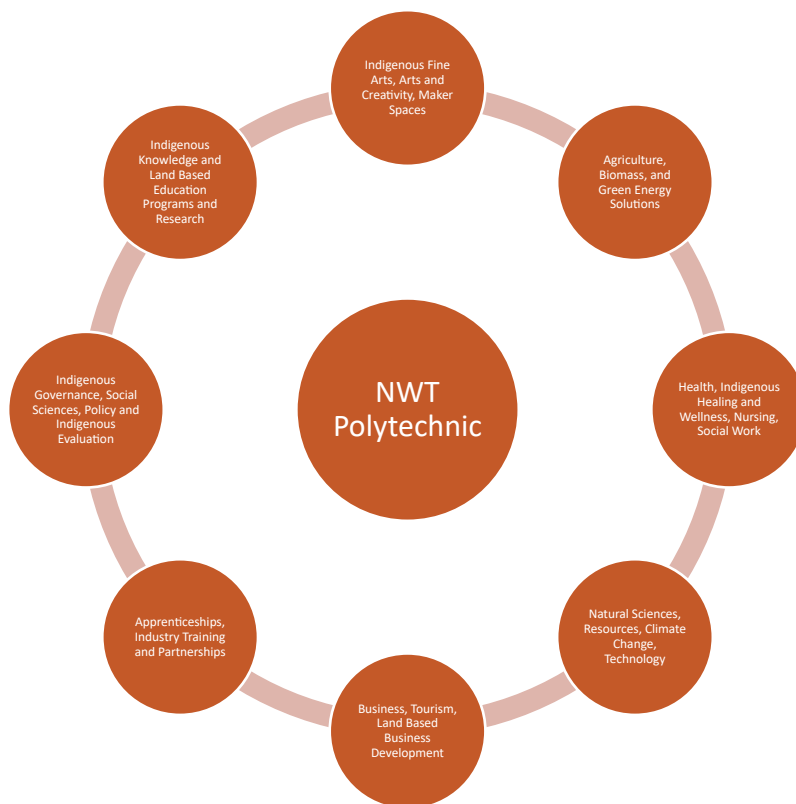 Indigenous Fine
Arts, Arts and
Creativity, Maker
Spaces
Agriculture,
Biomass, and
Green Energy
Solutions
Health, Indigenous
Healing and
Wellness, Nursing,
Social Work
Natural Sciences,
Resources, Climate
Change,
Technology
Business, Tourism,
Land Based
Business
Development
Apprenticeships,
Industry Training
and Partnerships
Indigenous
Governance, Social
Sciences, Policy and
Indigenous
Evaluation
Indigenous
Knowledge and
Land Based
Education
Programs and
Research
NWT
Polytechnic